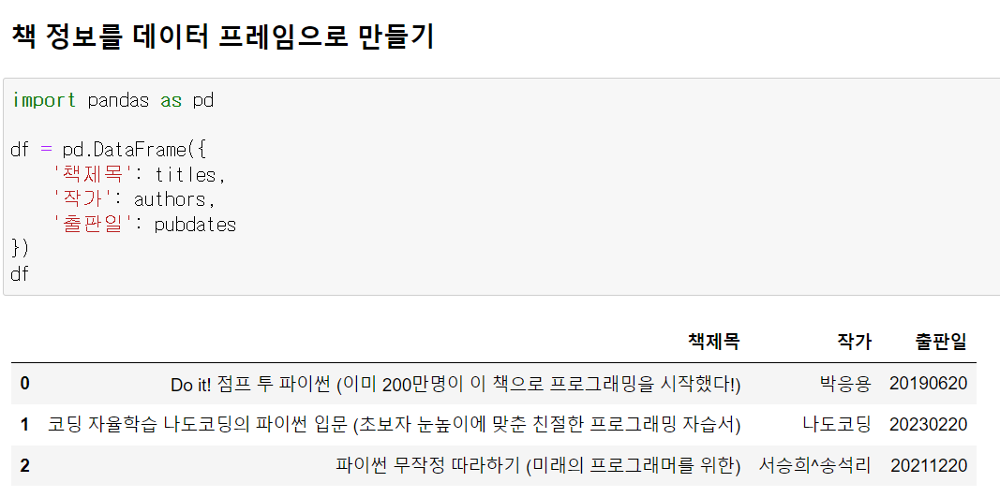 책 정보를 데이터 프레임으로 만들기
import pandas as pd
df = pd.DataFrame({
'책제목': titles,
'작가': authors,
'출판일': pubdates
})
df
책제목 작가 출판일
0 Do it! 점프 투 파이썬 (이미 200만명이 이 책으로 프로그래밍을 시작했다!) 박응용 20190620
1 코딩 자율학습 나도코딩의 파이썬 입문 (초보자 눈높이에 맞춘 친절한 프로그래밍 자습서) 나도코딩 20230220
2 파이썬 무작정 따라하기 (미래의 프로그래머를 위한) 서승희^송석리 20211220